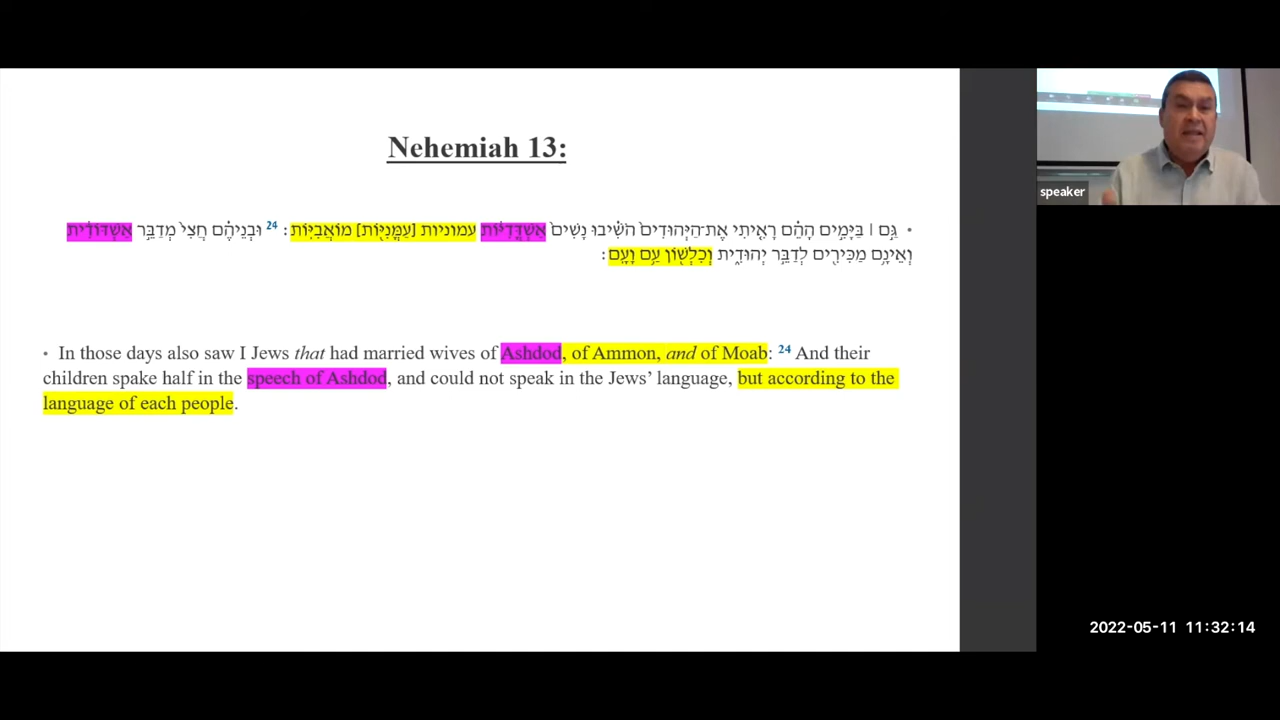 Nehemiah 13:
• גַּ֣ם ׀ בַּיָּמִ֣ים הָהֵ֗ם רָאִ֤יתִי אֶת־הַיְּהוּדִים֙ הֹשִׁ֗יבוּ נָשִׁים֙ אַשְׁדֳּדִיּ֔וֹת עמוניות [עַמֳּנִיּ֖וֹת] מוֹאֲבִיּֽוֹת׃ 24 וּבְנֵיהֶ֗ם חֲצִי֙ מְדַבֵּ֣ר אַשְׁדּוֹדִ֔ית
וְאֵינָ֥ם מַכִּירִ֖ים לְדַבֵּ֣ר יְהוּדִ֑ית וְכִלְשׁ֖וֹן עַ֥ם וָעָֽם׃
• In those days also saw I Jews that had married wives of Ashdod, of Ammon, and of Moab: 24 And their
children spake half in the speech of Ashdod, and could not speak in the Jews’ language, but according to the
language of each people.
speaker
2022-05-11 11:32:14